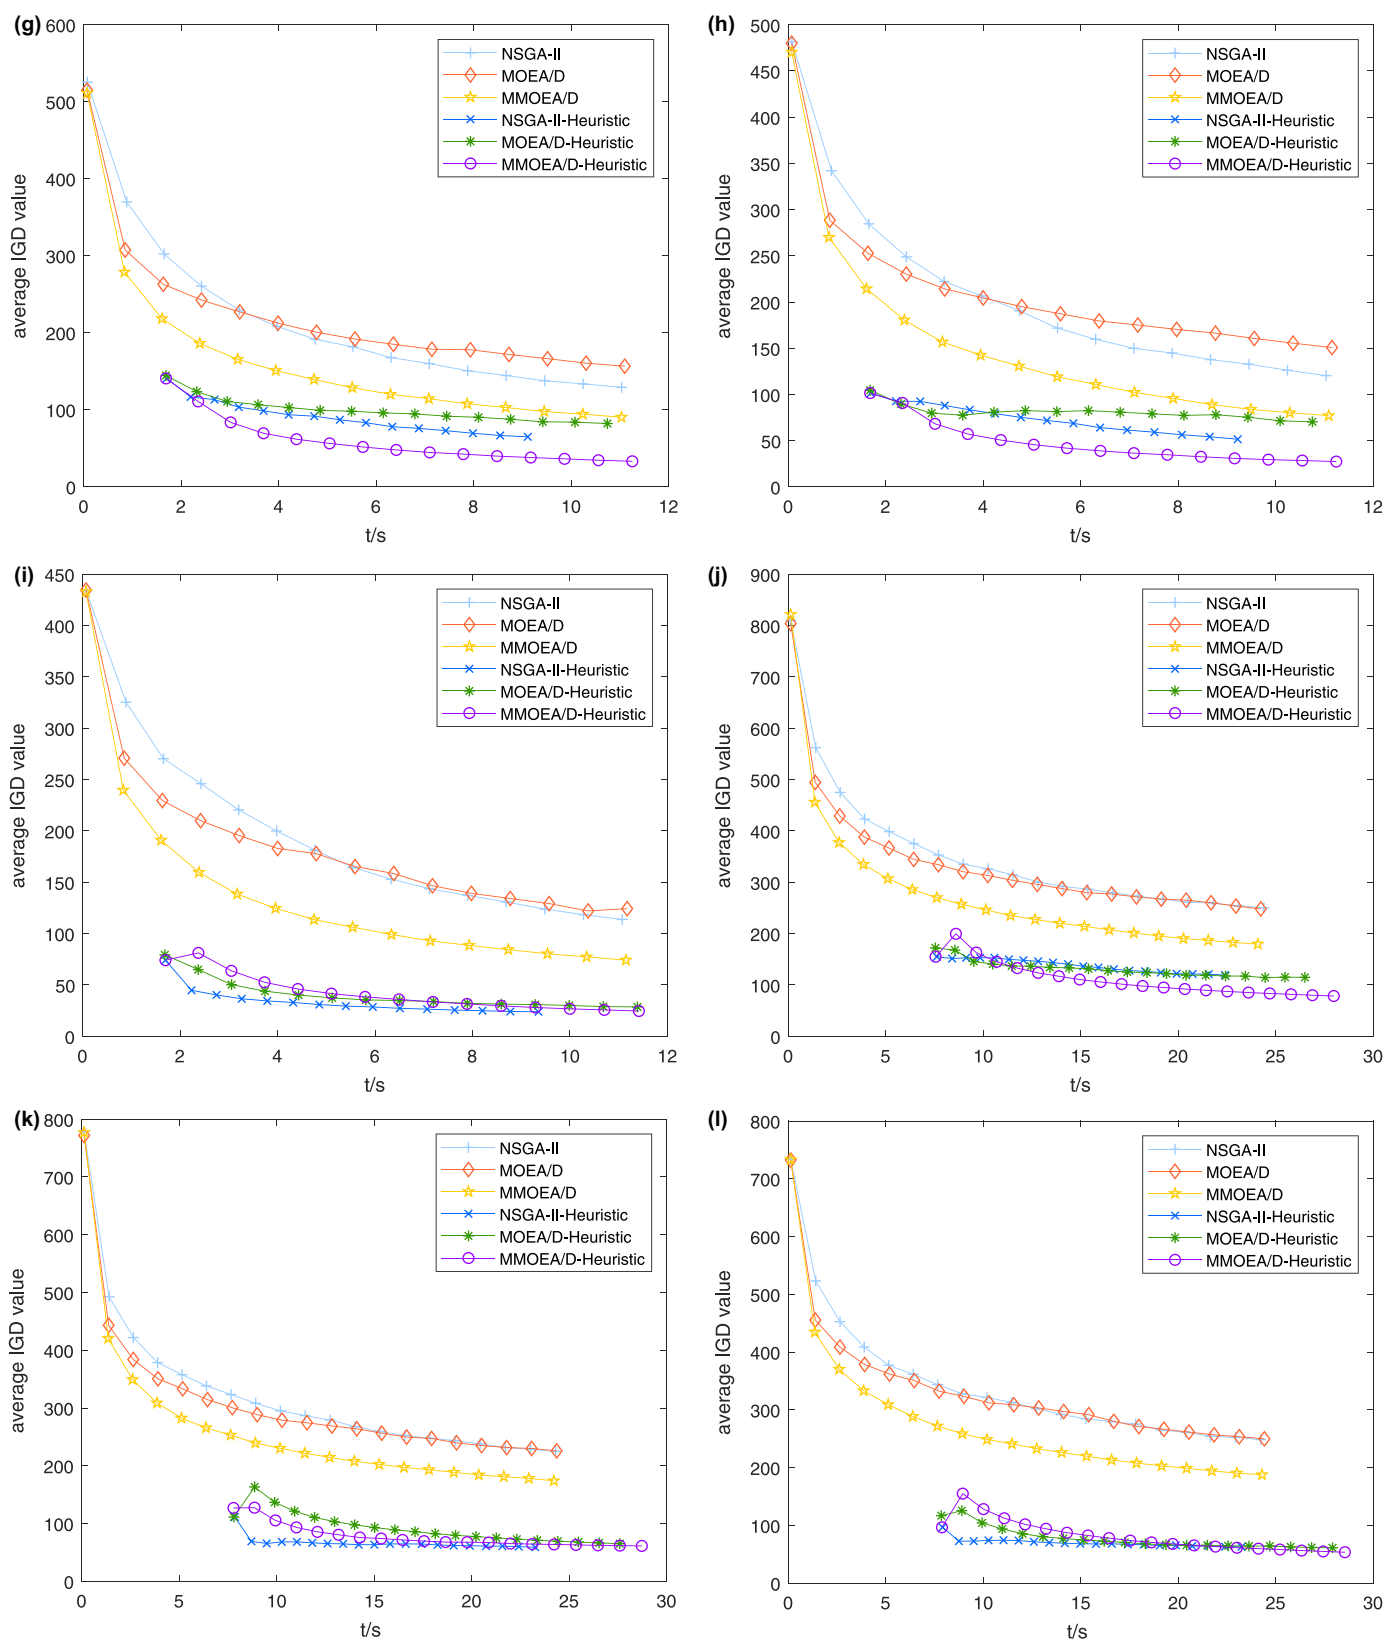 (g)
600
500
400
300
200
100
0
average IGD value
0 2 4 6 8 10 12
t/s
NSGA-II
MOEA/D
MMOEA/D
NSGA-II-Heuristic
MOEA/D-Heuristic
MMOEA/D-Heuristic
(h)
500
450
400
350
300
250
200
150
100
50
0
average IGD value
0 2 4 6 8 10 12
t/s
NSGA-II
MOEA/D
MMOEA/D
NSGA-II-Heuristic
MOEA/D-Heuristic
MMOEA/D-Heuristic
(i)
450
400
350
300
250
200
150
100
50
0
average IGD value
0 2 4 6 8 10 12
t/s
NSGA-II
MOEA/D
MMOEA/D
NSGA-II-Heuristic
MOEA/D-Heuristic
MMOEA/D-Heuristic
(j)
900
800
700
600
500
400
300
200
100
0
average IGD value
0 5 10 15 20 25 30
t/s
NSGA-II
MOEA/D
MMOEA/D
NSGA-II-Heuristic
MOEA/D-Heuristic
MMOEA/D-Heuristic
(k)
800
700
600
500
400
300
200
100
0
average IGD value
0 5 10 15 20 25 30
t/s
NSGA-II
MOEA/D
MMOEA/D
NSGA-II-Heuristic
MOEA/D-Heuristic
MMOEA/D-Heuristic
(l)
800
700
600
500
400
300
200
100
0
average IGD value
0 5 10 15 20 25 30
t/s
NSGA-II
MOEA/D
MMOEA/D
NSGA-II-Heuristic
MOEA/D-Heuristic
MMOEA/D-Heuristic